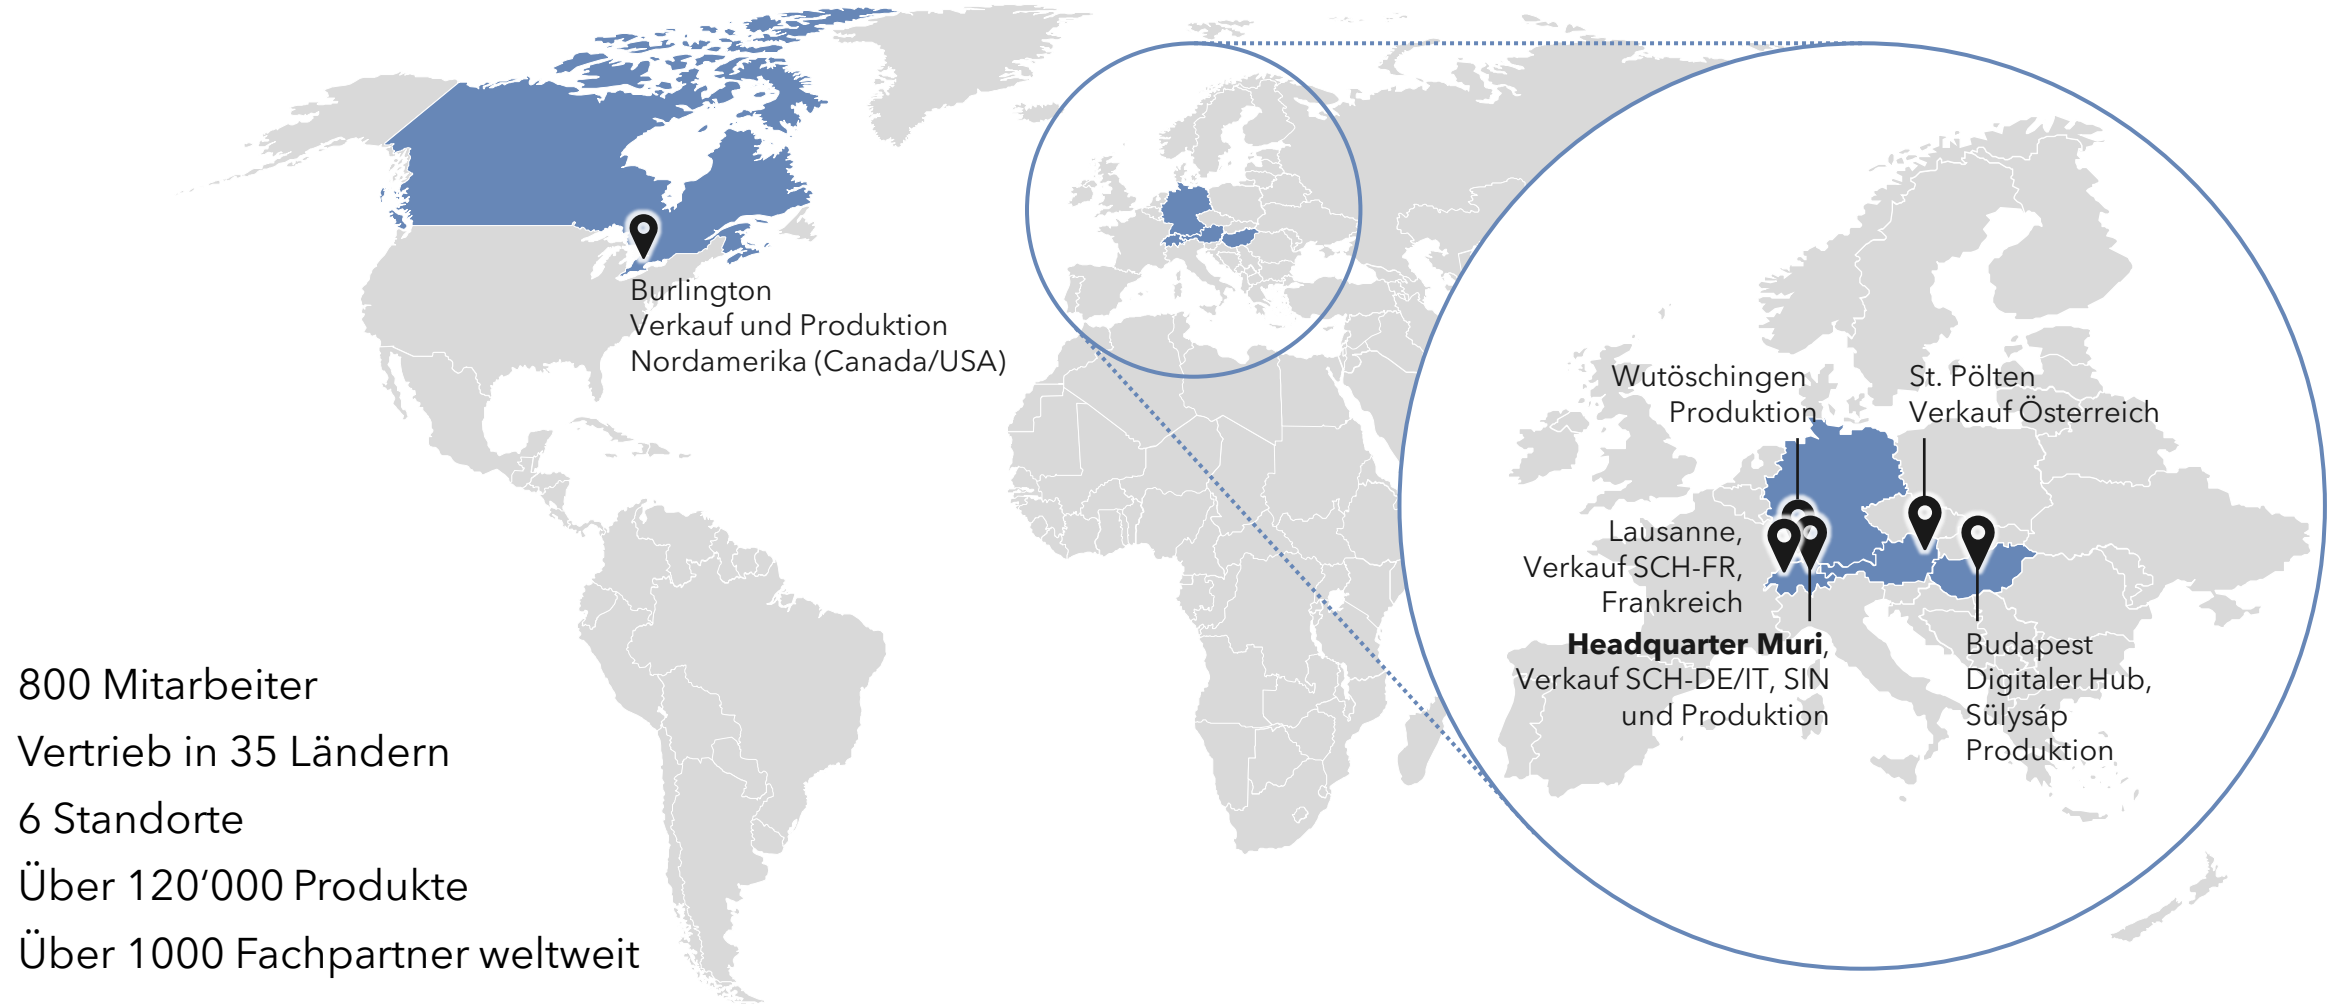 Burlington
Verkauf und Produktion
Nordamerika (Canada/USA)
Wutöschingen
Produktion
St. Pölten
Verkauf Österreich
Lausanne,
Verkauf SCH-FR,
Frankreich
Headquarter Muri,
Verkauf SCH-DE/IT, SIN
und Produktion
Budapest
Digitaler Hub,
Sülysáp
Produktion
800 Mitarbeiter
Vertrieb in 35 Ländern
6 Standorte
Über 120‘000 Produkte
Über 1000 Fachpartner weltweit